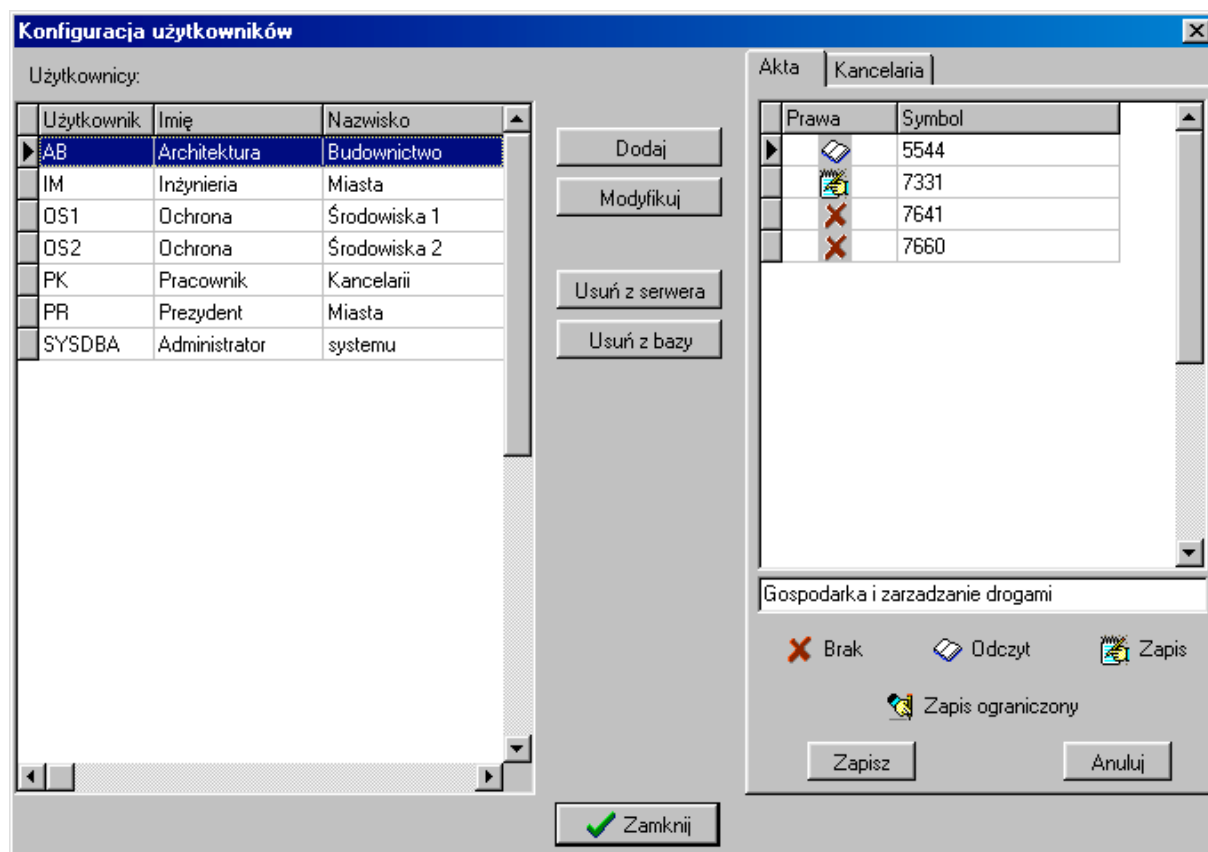 Konfiguracja użytkowników
Użytkownicy:
Użytkownik Imię Nazwisko
AB Architektura Budownictwo
IM Inżynieria Miasta
OS1 Ochrona Środowiska 1
OS2 Ochrona Środowiska 2
PK Pracownik Kancelarii
PR Prezydent Miasta
SYSDBA Administrator systemu
Dodaj
Modyfikuj
Usuń z serwera
Usuń z bazy
Akta Kancelaria
Prawa Symbol
5544
7331
7641
7660
Gospodarka i zarzadzanie drogami
Brak Odczyt Zapis
Zapis ograniczony
Zapisz Anuluj
Zamknij